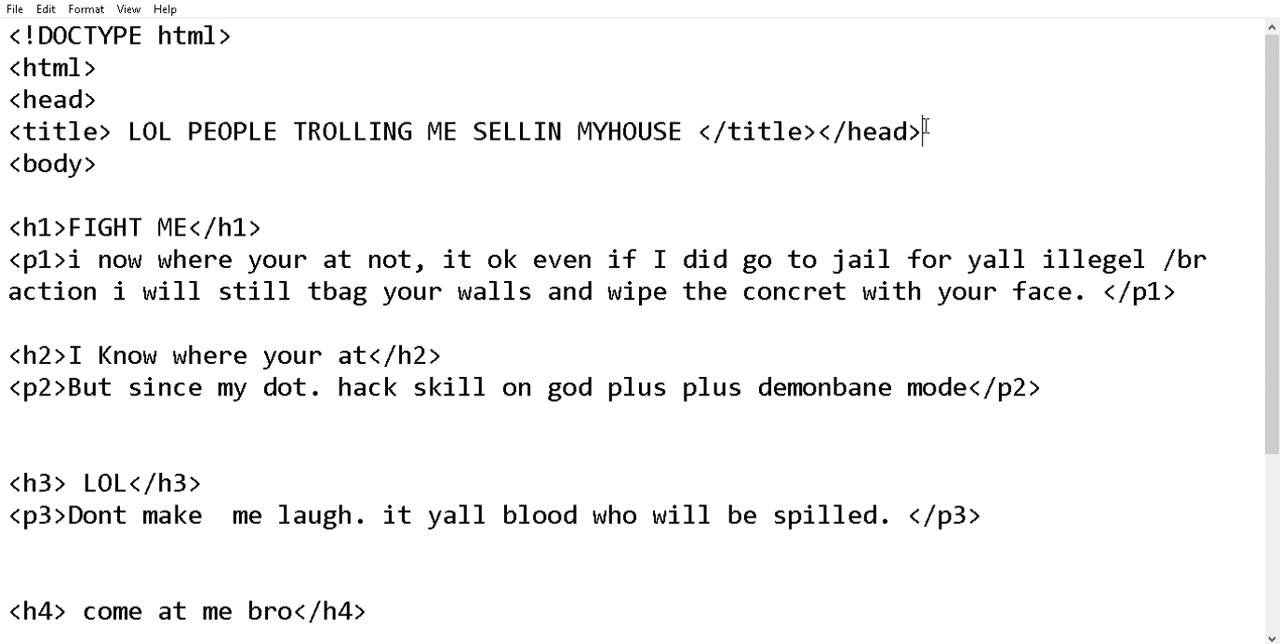 File Edit Format View Help
<!DOCTYPE html>
<html>
<head>
<title> LOL PEOPLE TROLLING ME SELLIN MYHOUSE </title></head>
<body>
<h1>FIGHT ME</h1>
<p1>i now where your at not, it ok even if I did go to jail for yall illegel /br
action i will still tbag your walls and wipe the concret with your face. </p1>
<h2>I Know where your at</h2>
<p2>But since my dot. hack skill on god plus plus demonbane mode</p2>
<h3> LOL</h3>
<p3>Dont make  me laugh. it yall blood who will be spilled. </p3>
<h4> come at me bro</h4>